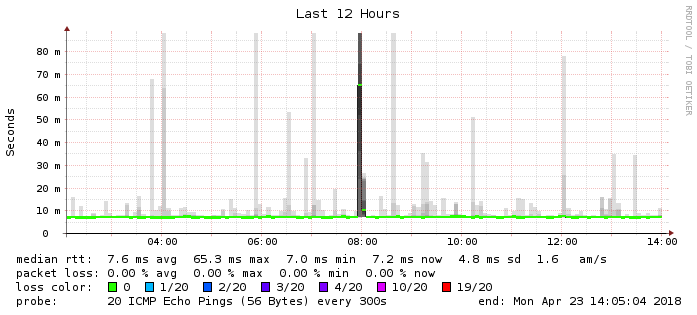 Last 12 Hours
RRDTOOL / TOBI OETIKER
Seconds
80 m
70 m
60 m
50 m
40 m
30 m
20 m
10 m
0
04:00 06:00 08:00 10:00 12:00 14:00
median rtt: 7.6 ms avg 65.3 ms max 7.0 ms min 7.2 ms now 4.8 ms sd 1.6 am/s
packet loss: 0.00 % avg 0.00 % max 0.00 % min 0.00 % now
loss color: 0 1/20 2/20 3/20 4/20 10/20 19/20
probe: 20 ICMP Echo Pings (56 Bytes) every 300s end: Mon Apr 23 14:05:04 2018